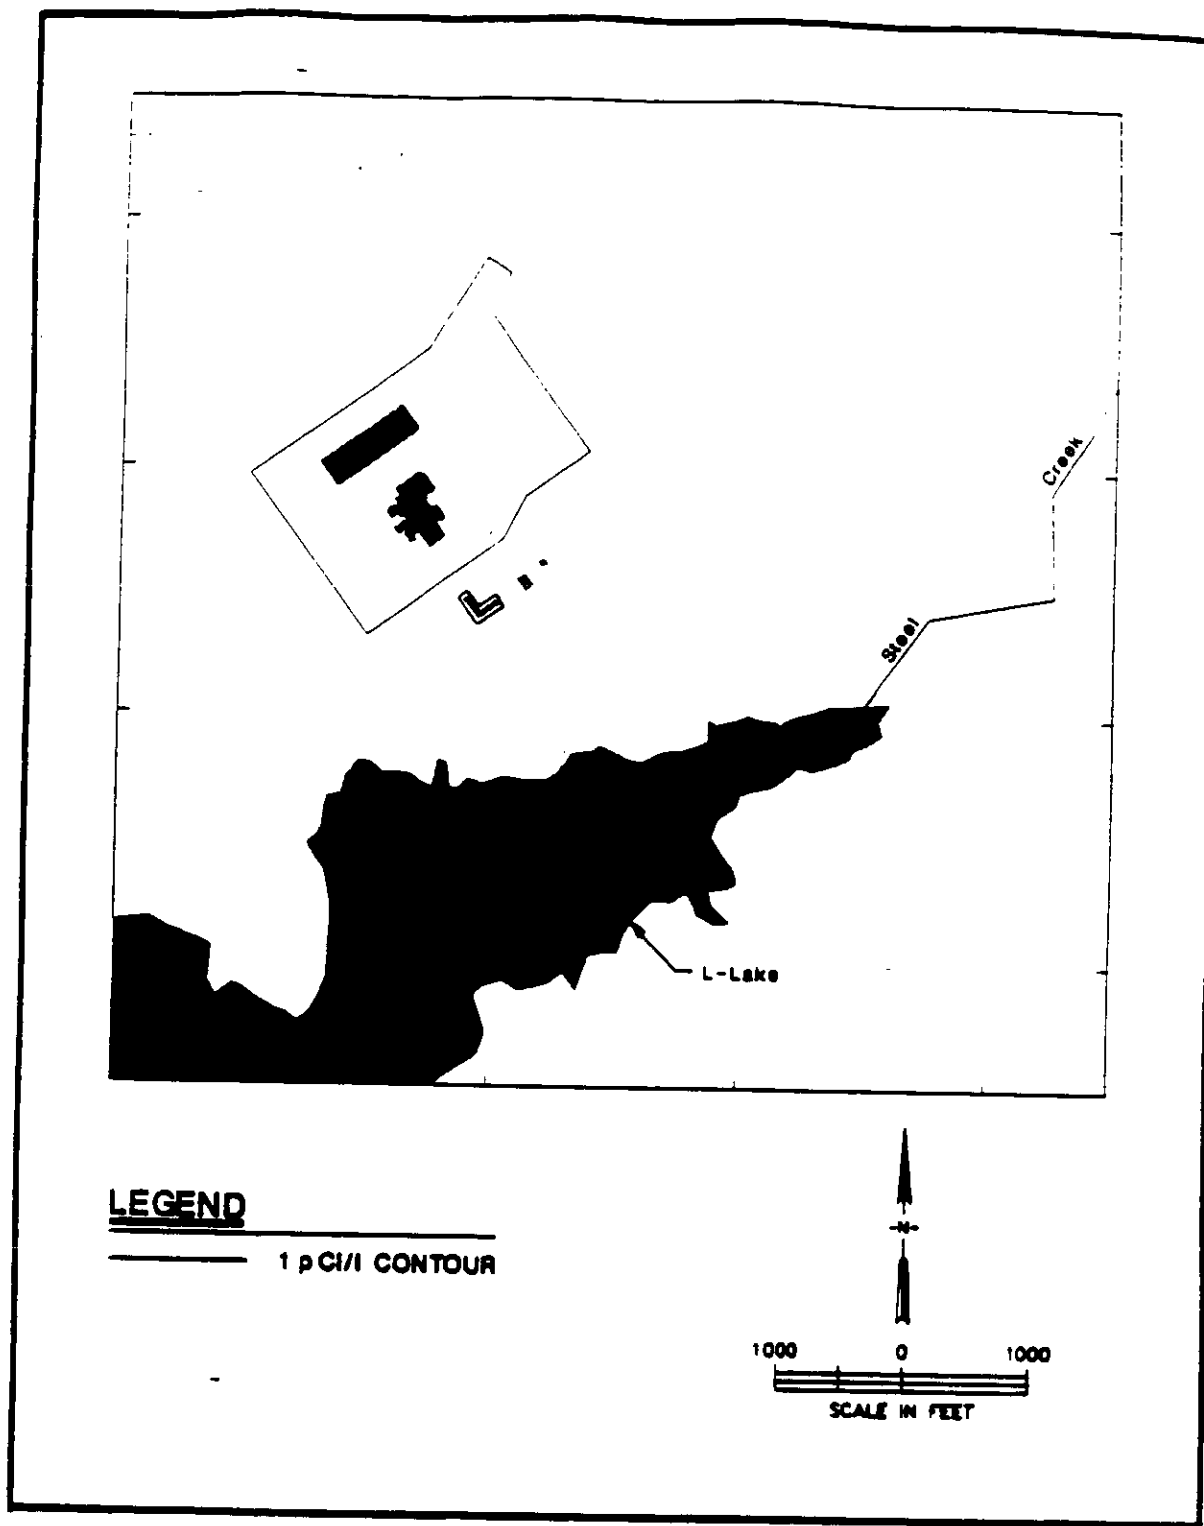 Creek
Steel
L-Lake
LEGEND
1 pCi/l CONTOUR
N
1000 0 1000
SCALE IN FEET